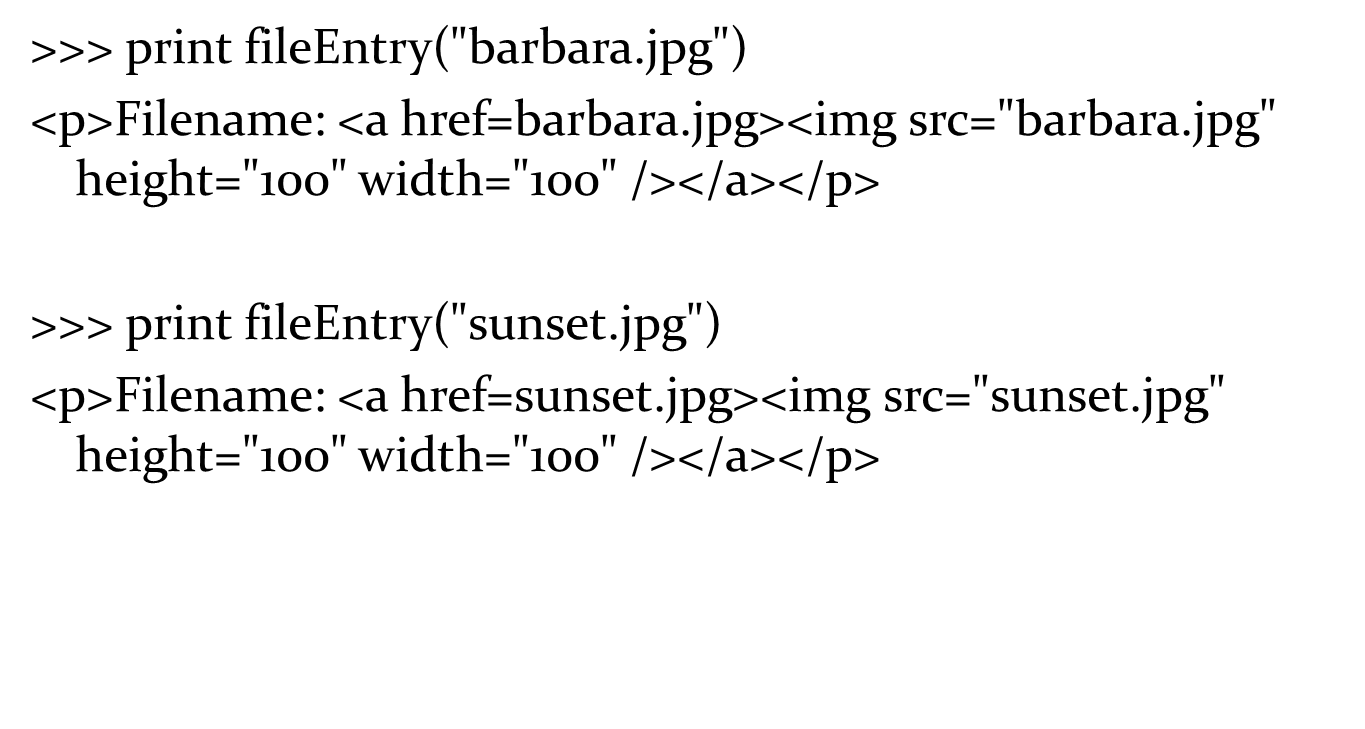 >>> print fileEntry("barbara.jpg")
<p>Filename: <a href=barbara.jpg><img src="barbara.jpg"
height="100" width="100" /></a></p>
>>> print fileEntry("sunset.jpg")
<p>Filename: <a href=sunset.jpg><img src="sunset.jpg"
height="100" width="100" /></a></p>